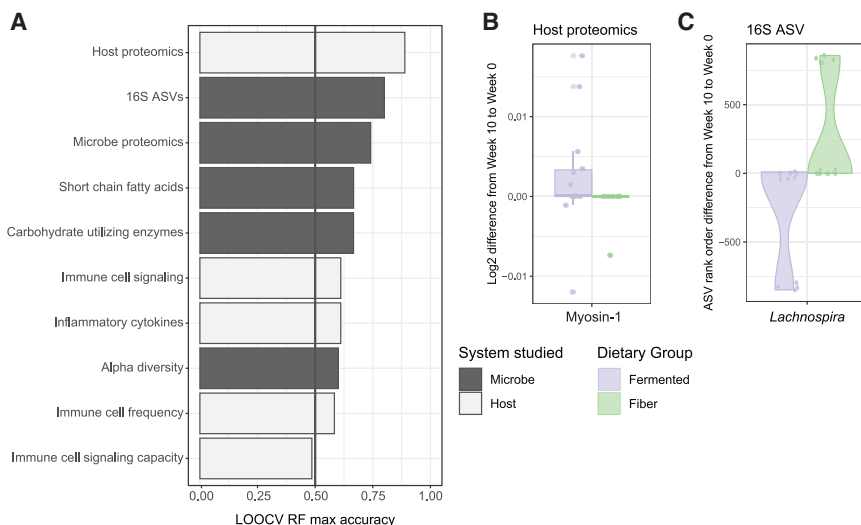 A
Host proteomics
16S ASVs
Microbe proteomics
Short chain fatty acids
Carbohydrate utilizing enzymes
Immune cell signaling
Inflammatory cytokines
Alpha diversity
Immune cell frequency
Immune cell signaling capacity
0.00 0.25 0.50 0.75 1.00
LOOCV RF max accuracy
B
Host proteomics
Log2 difference from Week 10 to Week 0
0.01
0.00
−0.01
Myosin-1
C
16S ASV
ASV rank order difference from Week 10 to Week 0
500
0
−500
Lachnospira
System studied
Microbe
Host
Dietary Group
Fermented
Fiber